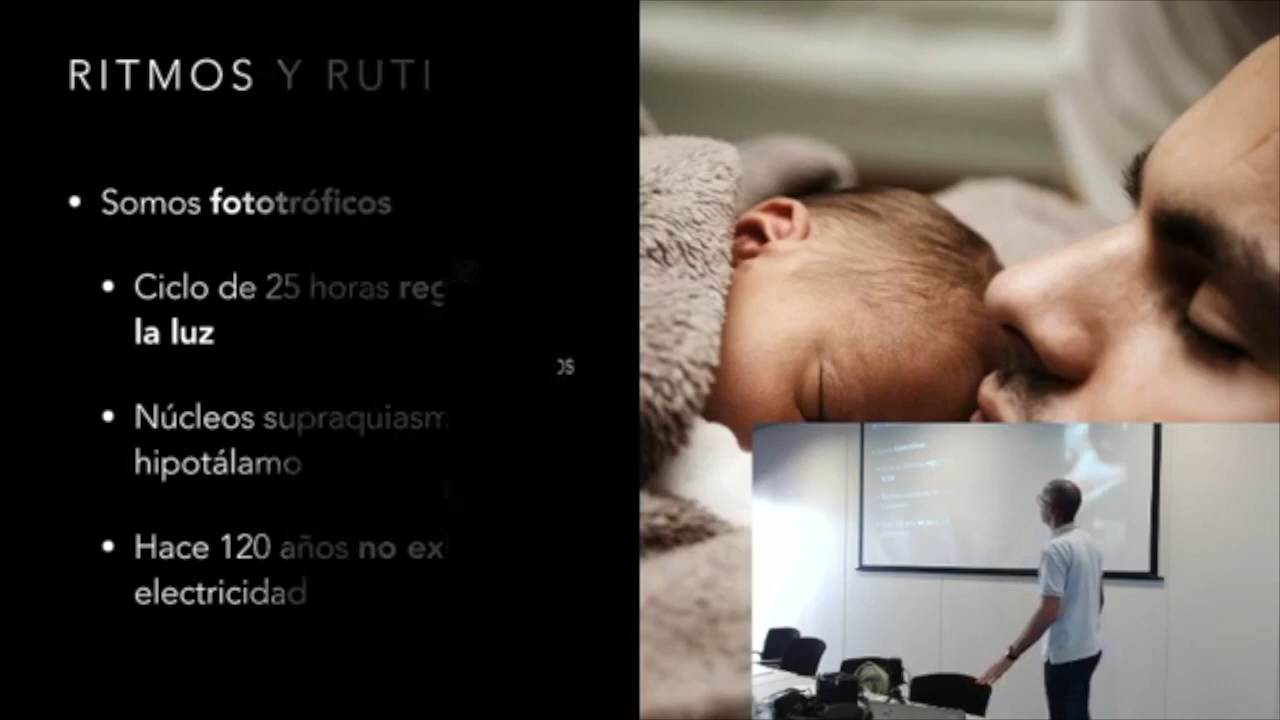 RITMOS Y RUTI
Somos fototróficos
Ciclo de 25 horas reg
la luz
os
Núcleos supraquiasm
hipotálamo
Hace 120 años no ex
electricidad